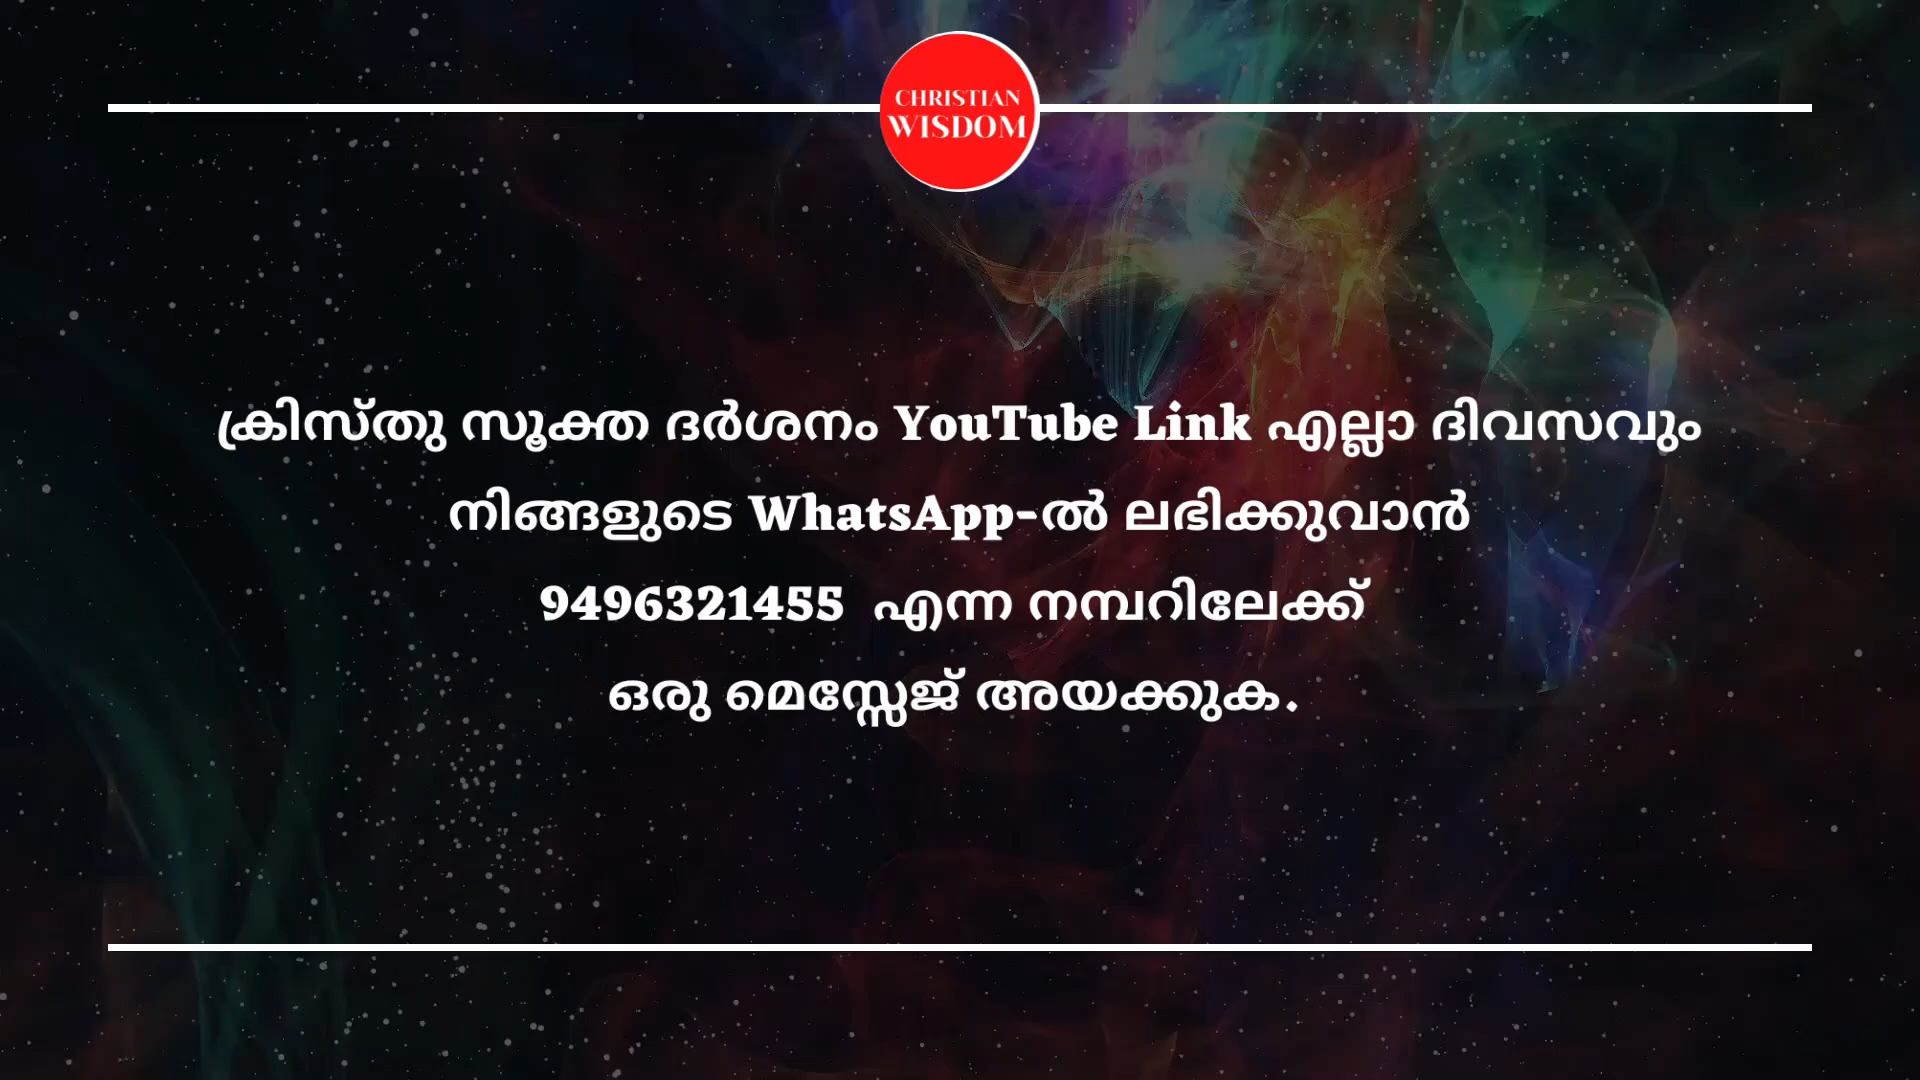 CHRISTIAN
WISDOM
ക്രിസ്തു സൂക്ത ദർശനം YouTube Link എല്ലാ ദിവസവും
നിങ്ങളുടെ WhatsApp-ൽ ലഭിക്കുവാൻ
9496321455 എന്ന നമ്പറിലേക്ക്
ഒരു മെസ്സേജ് അയക്കുക.